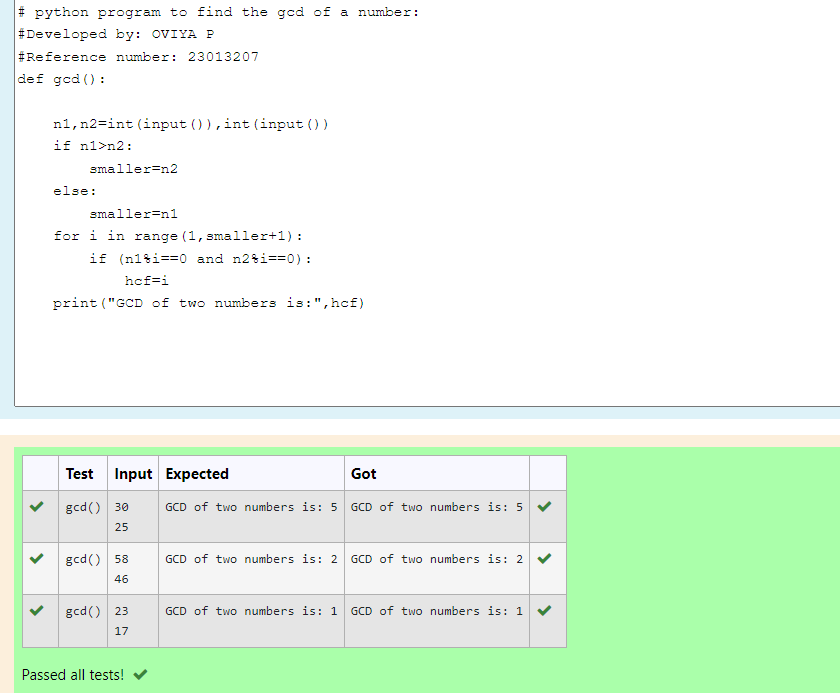 # python program to find the gcd of a number:
#Developed by: OVIYA P
#Reference number: 23013207
def gcd():
    n1,n2=int(input()),int(input())
    if n1>n2:
        smaller=n2
    else:
        smaller=n1
    for i in range(1,smaller+1):
        if (n1%i==0 and n2%i==0):
            hcf=i
    print("GCD of two numbers is:",hcf)
Test Input Expected Got
gcd() 30 GCD of two numbers is: 5 GCD of two numbers is: 5
25
gcd() 58 GCD of two numbers is: 2 GCD of two numbers is: 2
46
gcd() 23 GCD of two numbers is: 1 GCD of two numbers is: 1
17
Passed all tests!